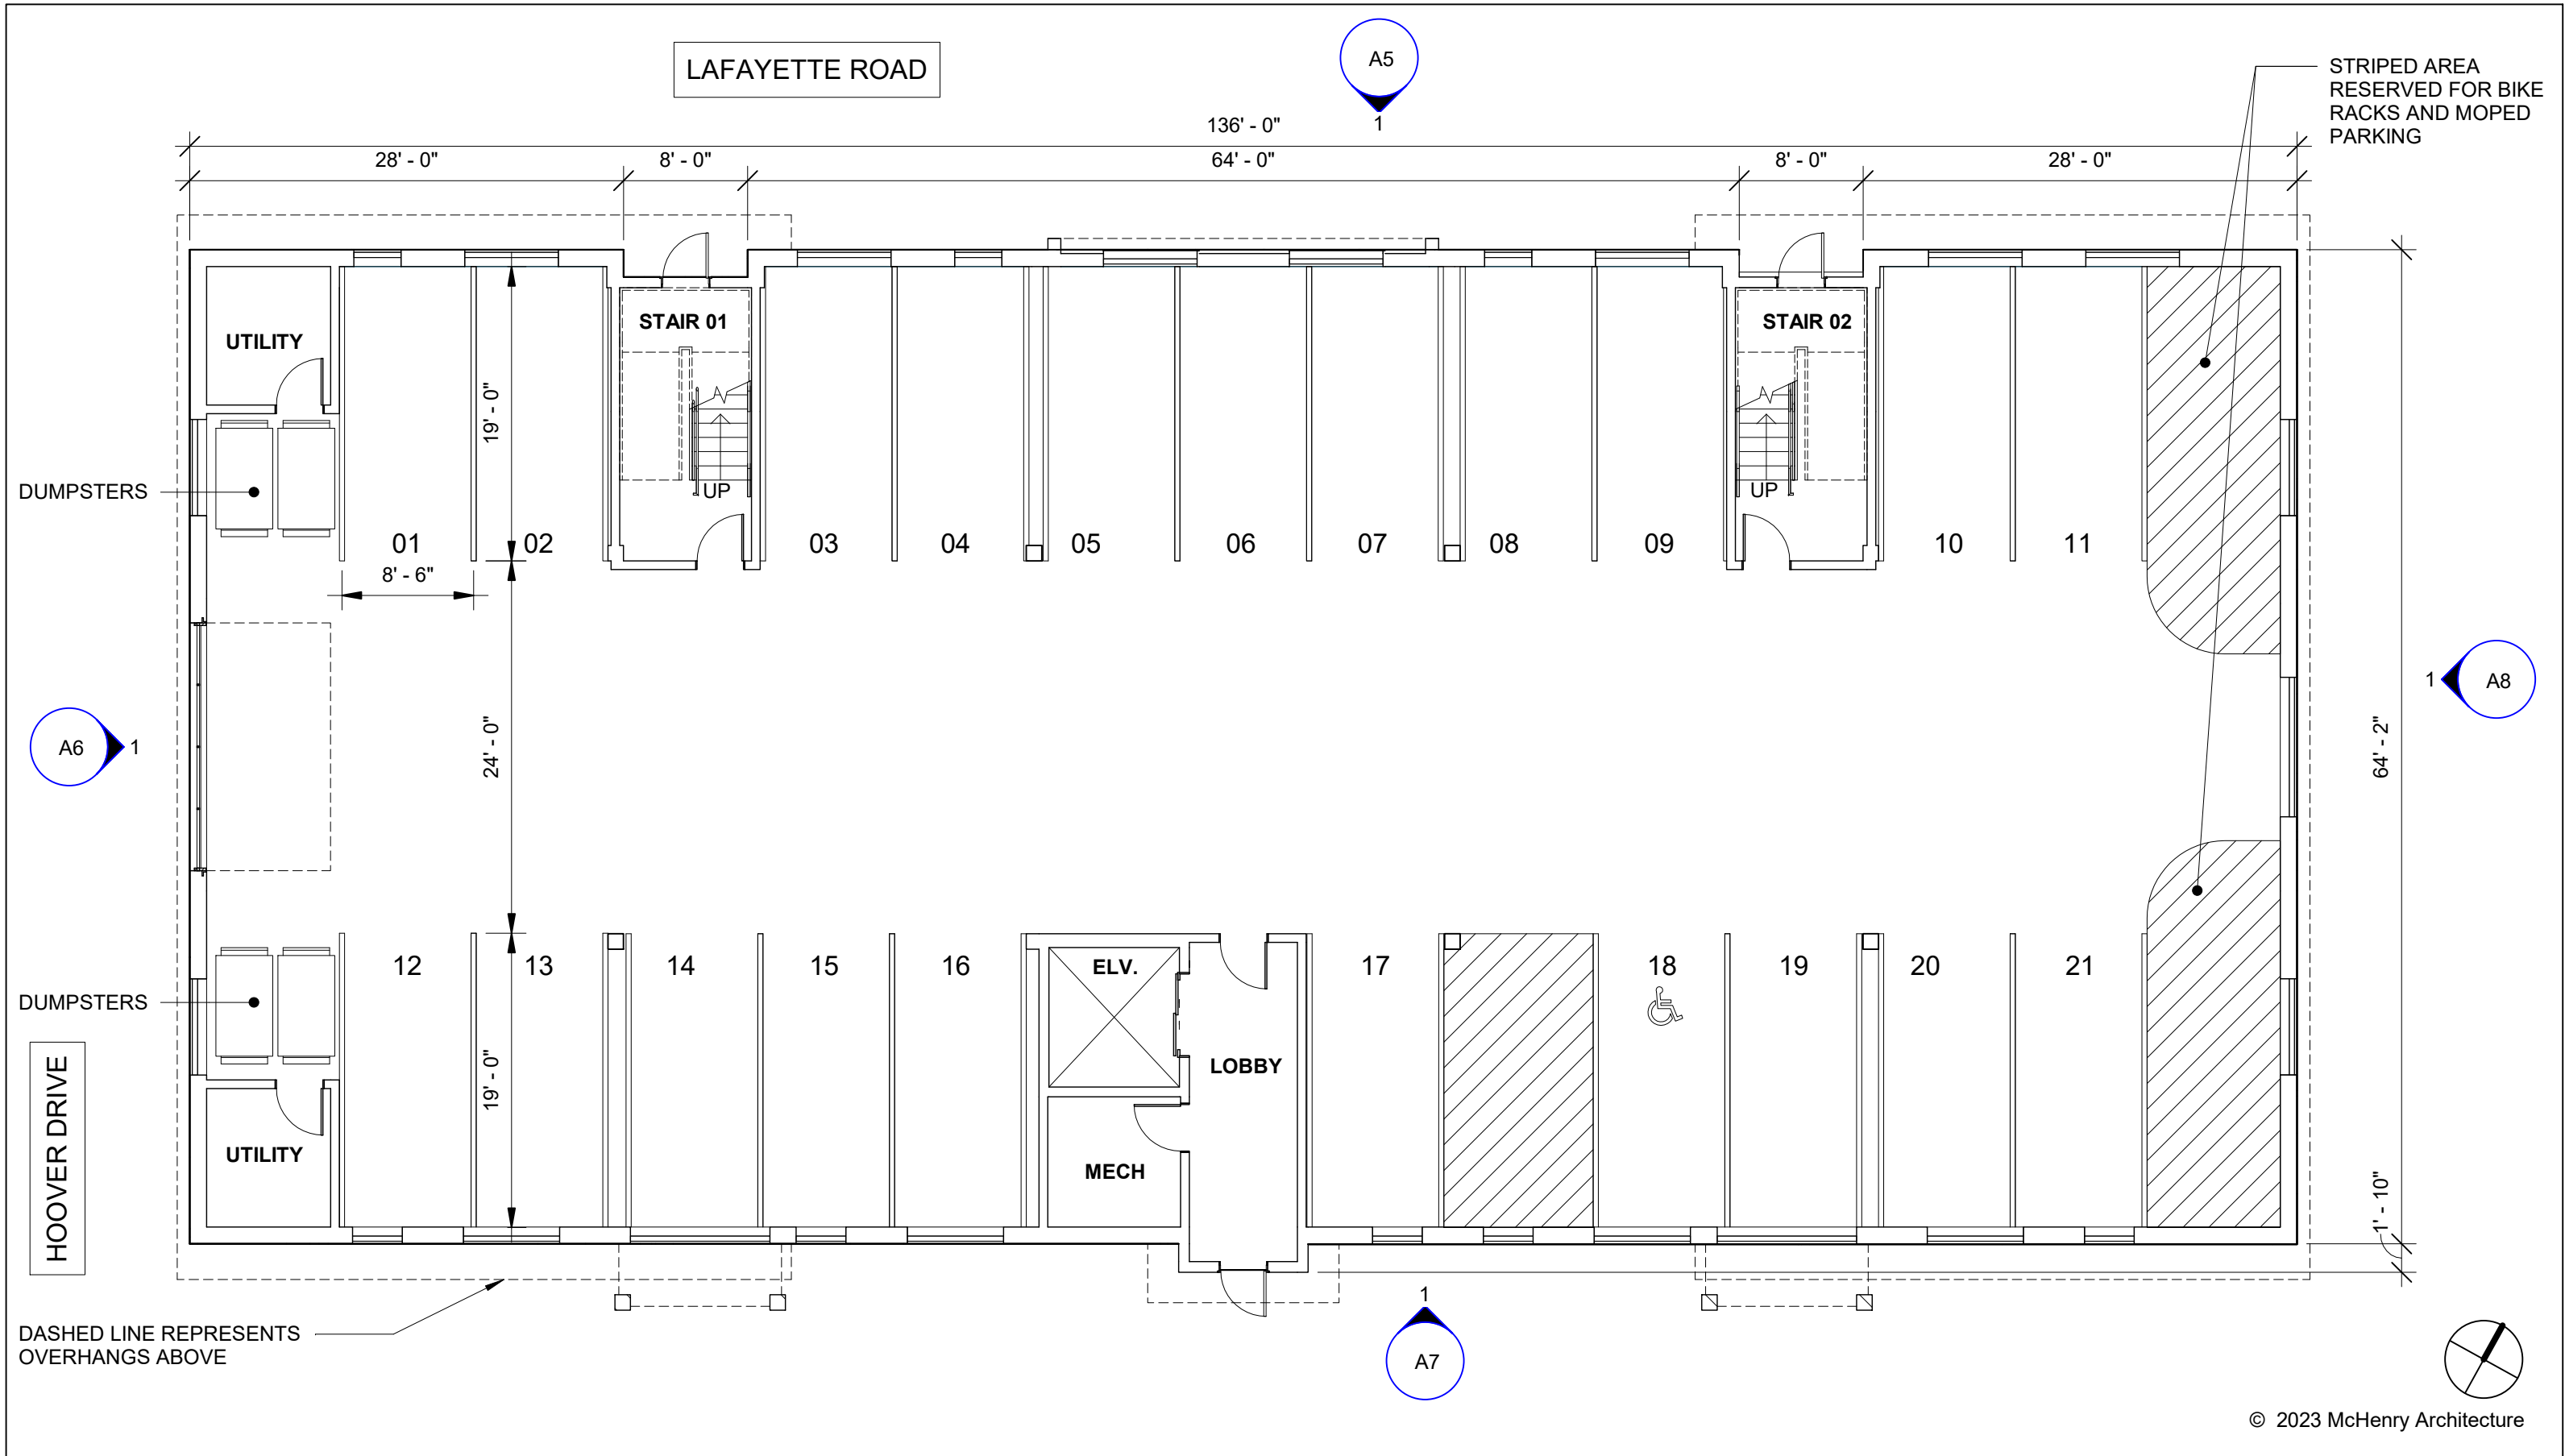 LAFAYETTE ROAD
A5
1
STRIPED AREA
RESERVED FOR BIKE
RACKS AND MOPED
PARKING
136' - 0"
28' - 0"
8' - 0"
64' - 0"
8' - 0"
28' - 0"
UTILITY
STAIR 01
STAIR 02
19' - 0"
UP
UP
DUMPSTERS
01
02
03
04
05
06
07
08
09
10
11
8' - 6"
A6
1
24' - 0"
1
A8
64' - 2"
12
13
14
15
16
ELV.
17
18
19
20
21
DUMPSTERS
19' - 0"
LOBBY
HOOVER DRIVE
UTILITY
MECH
1' - 10"
DASHED LINE REPRESENTS
OVERHANGS ABOVE
1
A7
© 2023 McHenry Architecture